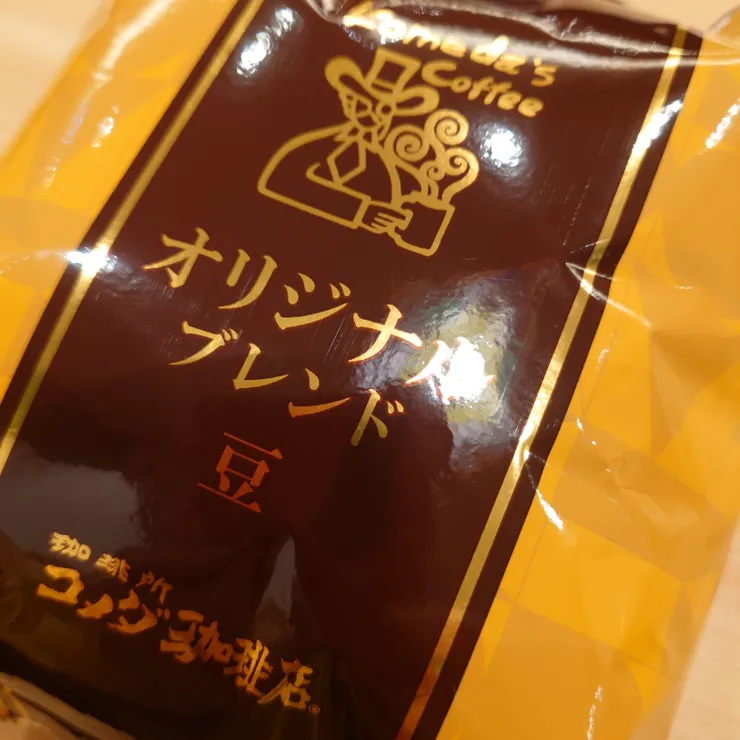 Komeda's
Coffee
オリジナル
ブレンド
豆
珈琲所
コメダ珈琲店®